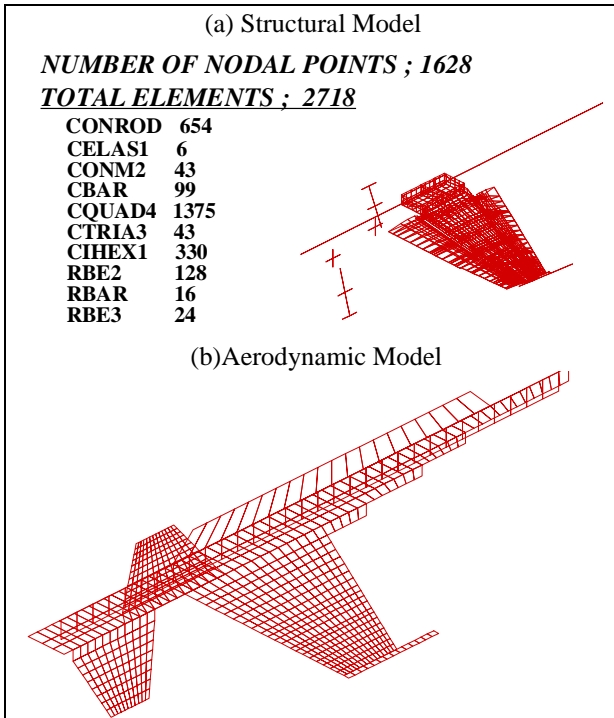 (a) Structural Model
NUMBER OF NODAL POINTS ; 1628
TOTAL ELEMENTS ; 2718
CONROD 654
CELAS1 6
CONM2 43
CBAR 99
CQUAD4 1375
CTRIA3 43
CIHEX1 330
RBE2 128
RBAR 16
RBE3 24
(b)Aerodynamic Model